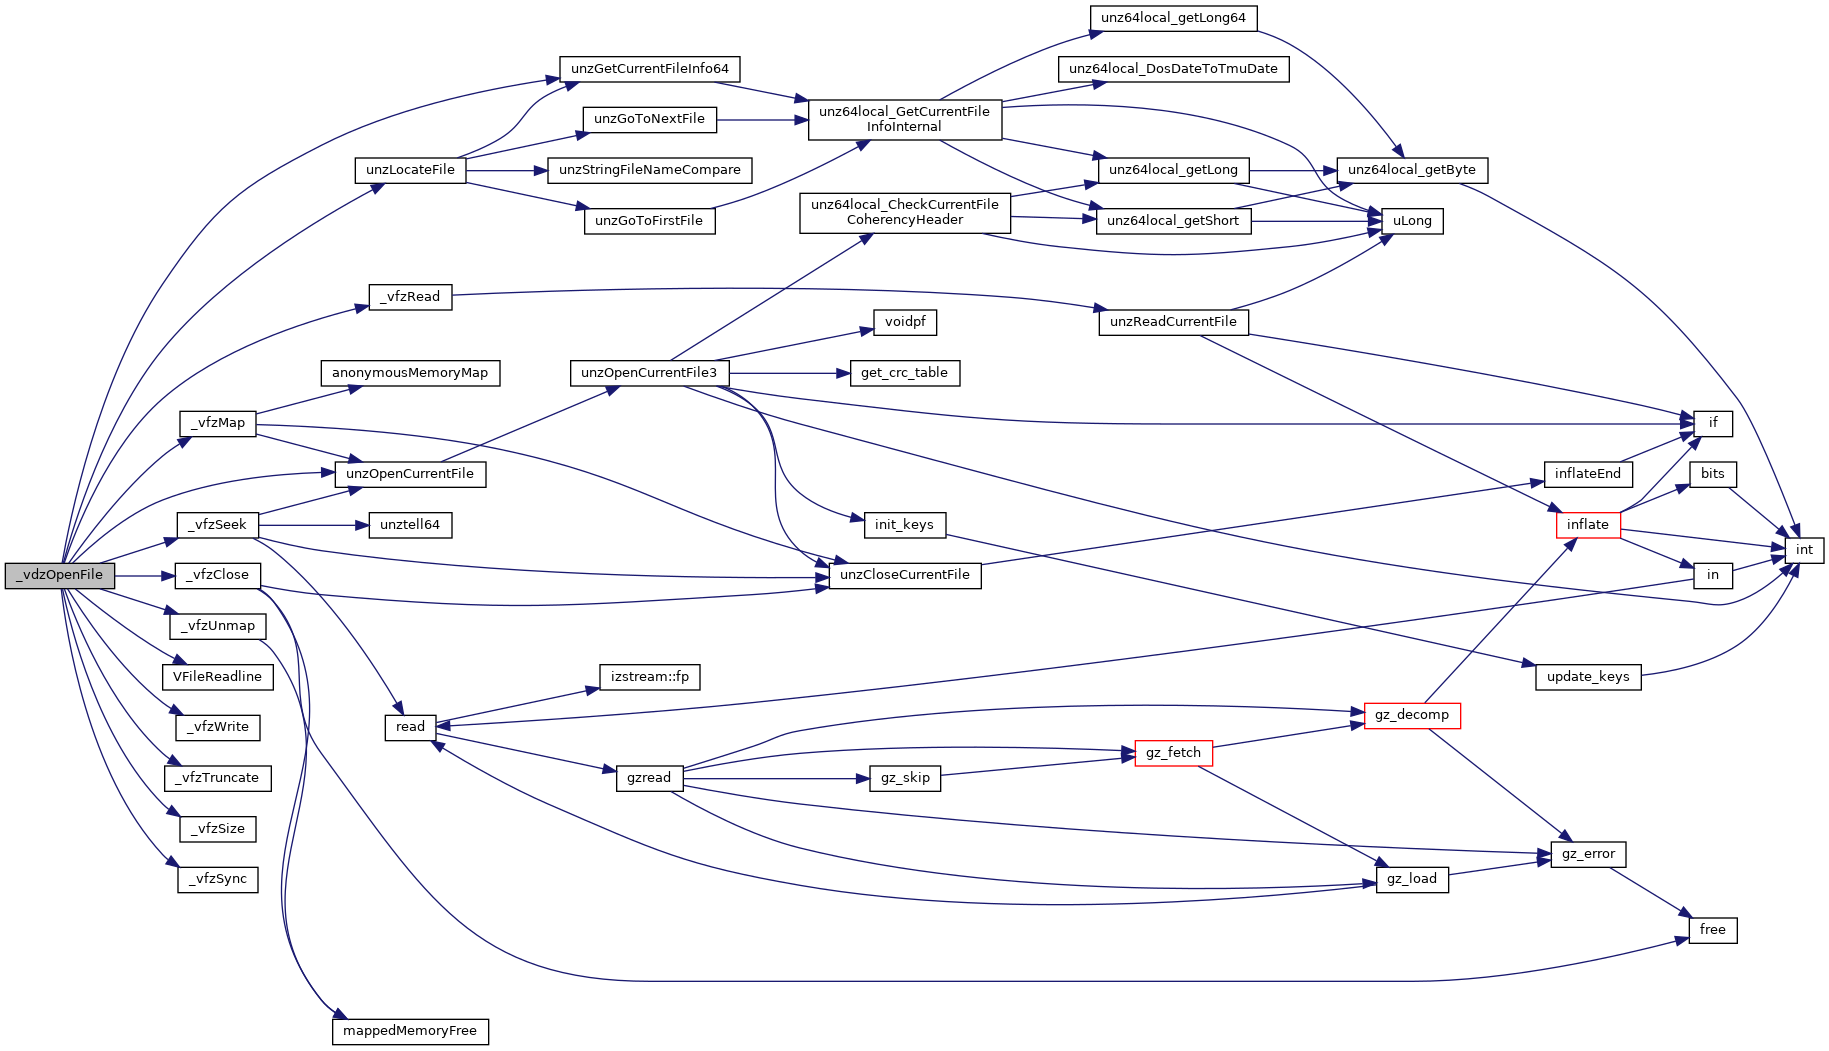 unz64local_getLong64
unzGetCurrentFileInfo64
unz64local_DosDateToTmuDate
unzGoToNextFile
unz64local_GetCurrentFile
InfoInternal
unzLocateFile
unzStringFileNameCompare
unz64local_getLong
unz64local_getByte
unzGoToFirstFile
unz64local_CheckCurrentFile
CoherencyHeader
unz64local_getShort
uLong
_vfzRead
unzReadCurrentFile
voidpf
anonymousMemoryMap
unzOpenCurrentFile3
get_crc_table
_vfzMap
if
unzOpenCurrentFile
inflateEnd
bits
_vfzSeek
unztell64
init_keys
inflate
int
_vdzOpenFile
_vfzClose
unzCloseCurrentFile
in
_vfzUnmap
VFileReadline
izstream::fp
update_keys
_vfzWrite
read
gz_decomp
gz_fetch
_vfzTruncate
gzread
gz_skip
_vfzSize
gz_error
_vfzSync
gz_load
free
mappedMemoryFree